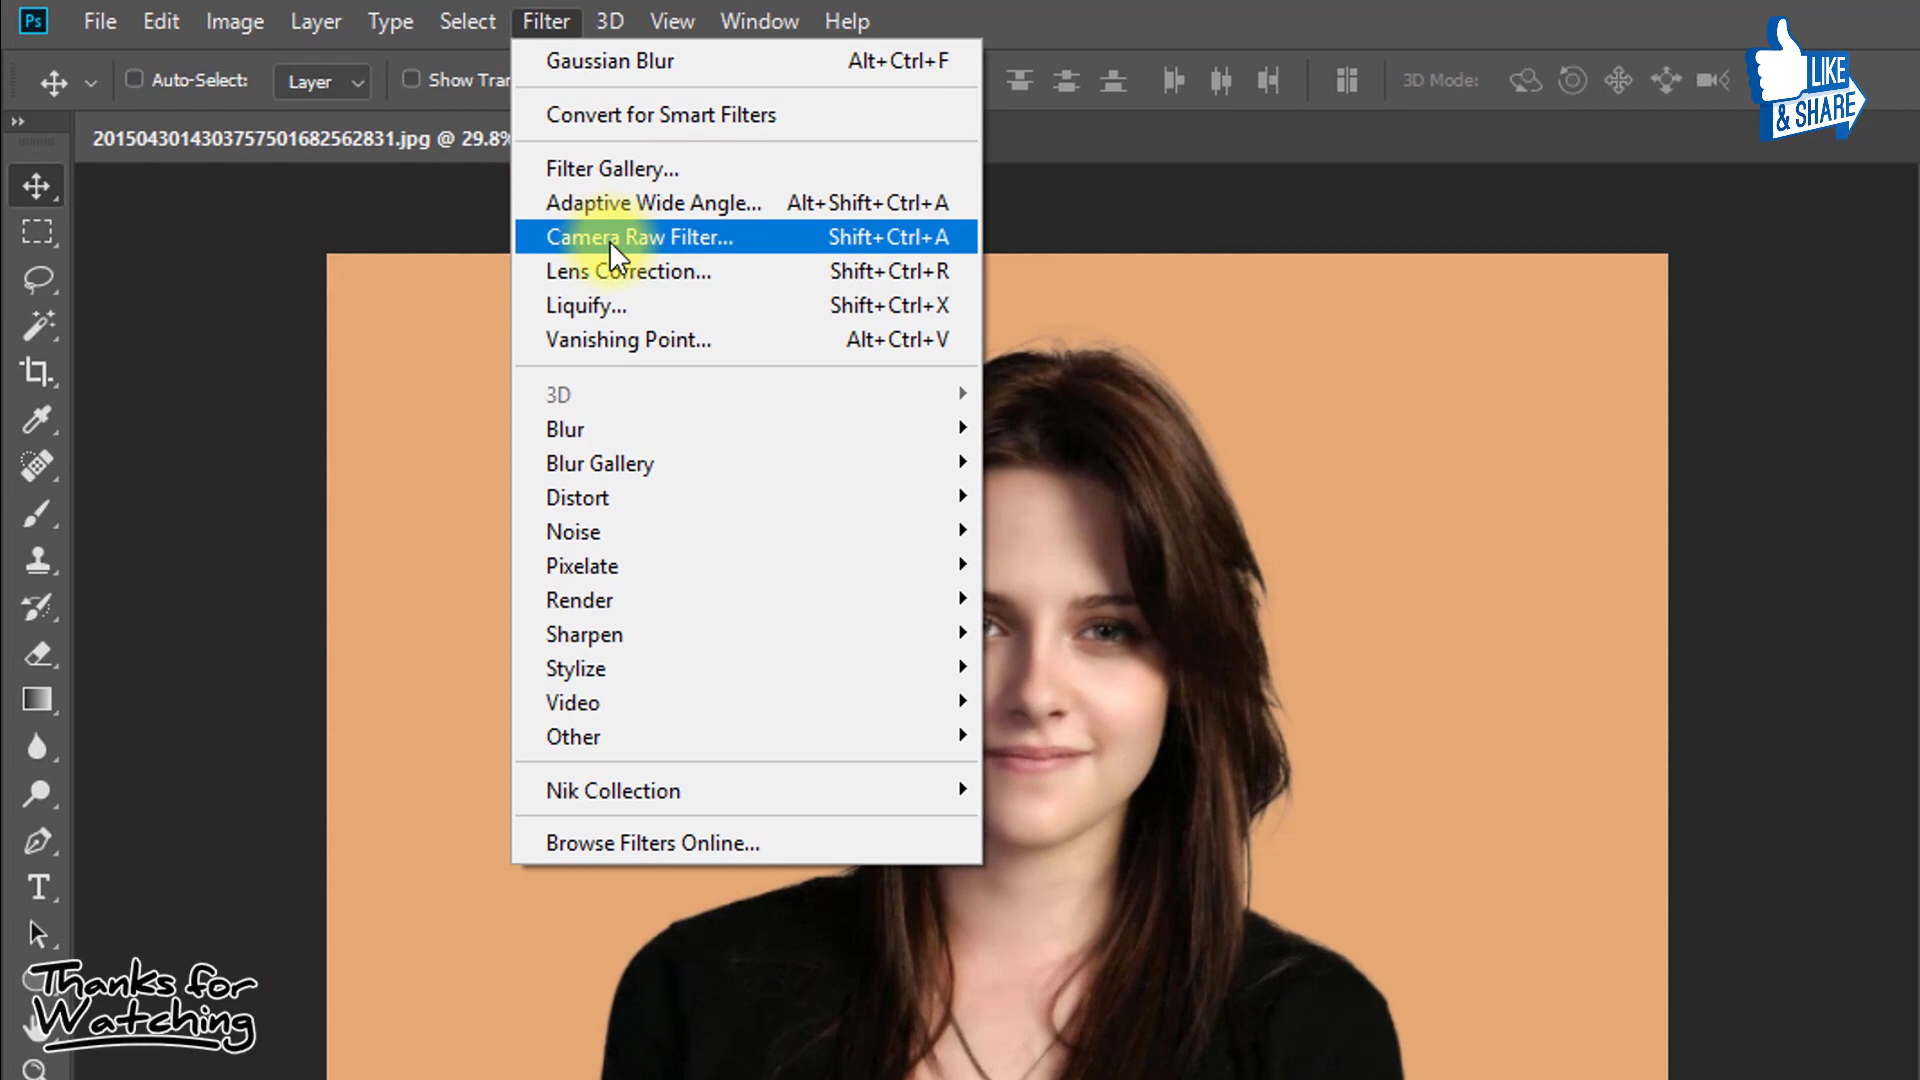 Ps File Edit Image Layer Type Select Filter 3D View Window Help
Auto-Select: Layer Show Tran 3D Mode:
LIKE
& SHARE
20150430143037575016825628​31.jpg @ 29.8%
Gaussian Blur Alt+Ctrl+F
Convert for Smart Filters
Filter Gallery...
Adaptive Wide Angle... Alt+Shift+Ctrl+A
Camera Raw Filter... Shift+Ctrl+A
Lens Correction... Shift+Ctrl+R
Liquify... Shift+Ctrl+X
Vanishing Point... Alt+Ctrl+V
3D
Blur
Blur Gallery
Distort
Noise
Pixelate
Render
Sharpen
Stylize
Video
Other
Nik Collection
Browse Filters Online...
Thanks for
Watching